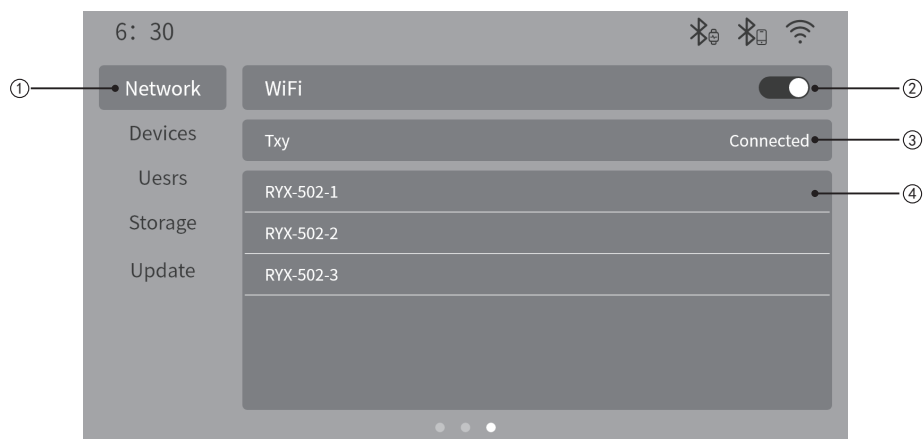 6: 30
① Network
WiFi ②
Devices
Txy Connected ③
Uesrs
RYX-502-1 ④
Storage
RYX-502-2
Update
RYX-502-3